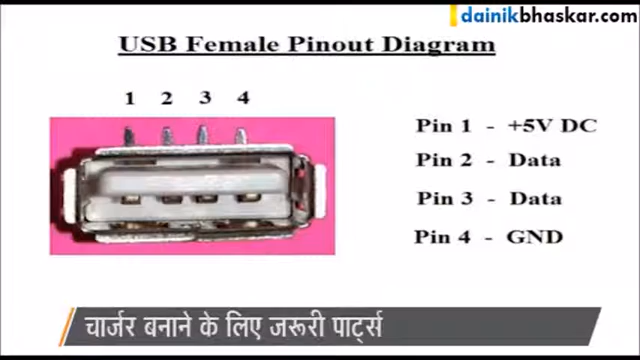 dainikbhaskar.com
USB Female Pinout Diagram
1 2 3 4
Pin 1 - +5V DC
Pin 2 - Data
Pin 3 - Data
Pin 4 - GND
चार्जर बनाने के लिए जरूरी पार्ट्स